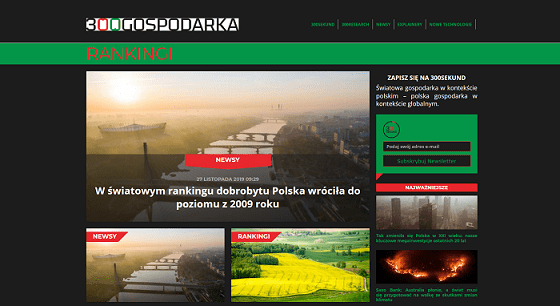 300GOSPODARKA
300SEKUND 300RESEARCH NEWSY EXPLAINERY NOWE TECHNOLOGIE
RANKINGI
NEWSY
27 LISTOPADA 2019 09:29
W światowym rankingu dobrobytu Polska wróciła do
poziomu z 2009 roku
NEWSY
RANKINGI
ZAPISZ SIĘ NA 300SEKUND
Światowa gospodarka w kontekście
polskim – polska gospodarka w
kontekście globalnym.
Podaj swój adres e-mail
Subskrybuj Newsletter
NAJWAŻNIEJSZE
Tak zmieniła się Polska w 100 wieku: nasze
kluczowe megainwestycje ostatnich 20 lat
Saxo Bank: Australia płonie, a świat musi
się przygotować na walkę ze skutkami zmian
klimatu